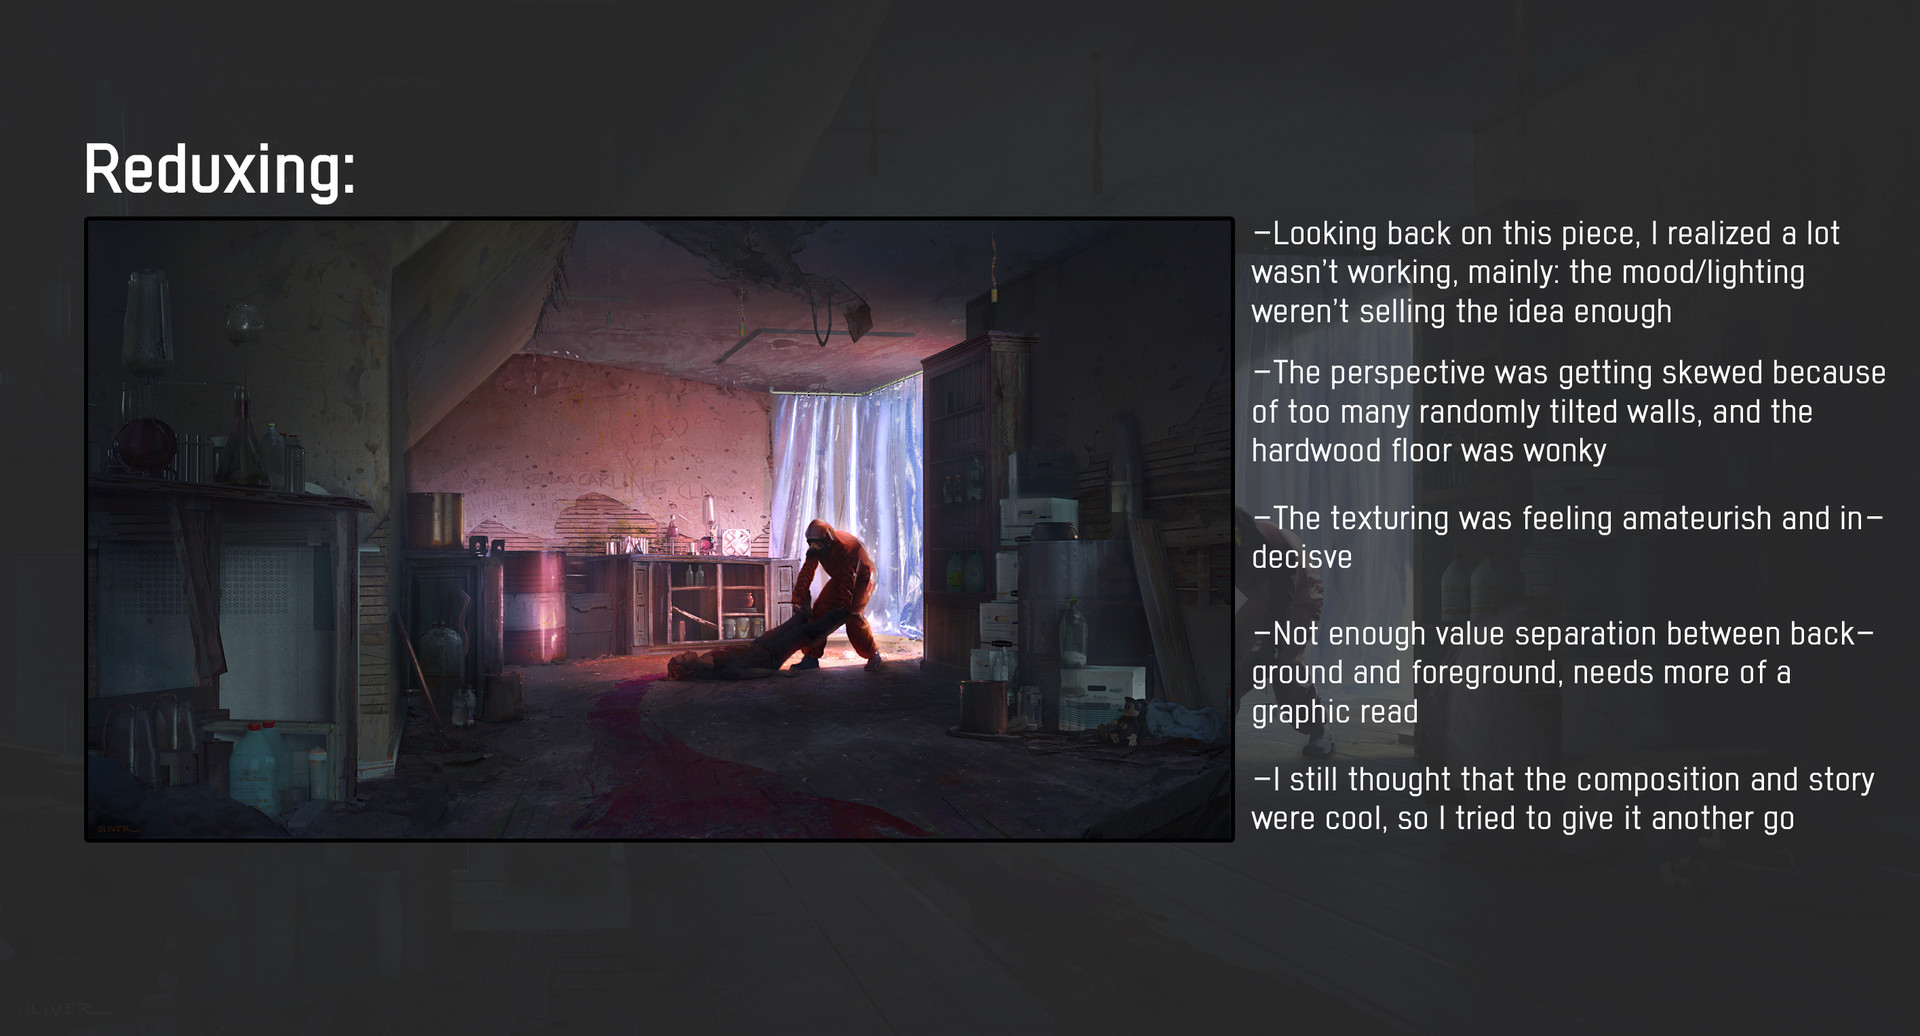 Reduxing:
–Looking back on this piece, I realized a lot
wasn't working, mainly: the mood/lighting
weren't selling the idea enough
–The perspective was getting skewed because
of too many randomly tilted walls, and the
hardwood floor was wonky
–The texturing was feeling amateurish and in–
decisve
–Not enough value separation between back–
ground and foreground, needs more of a
graphic read
–I still thought that the composition and story
were cool, so I tried to give it another go
OLIVER
OLIVER